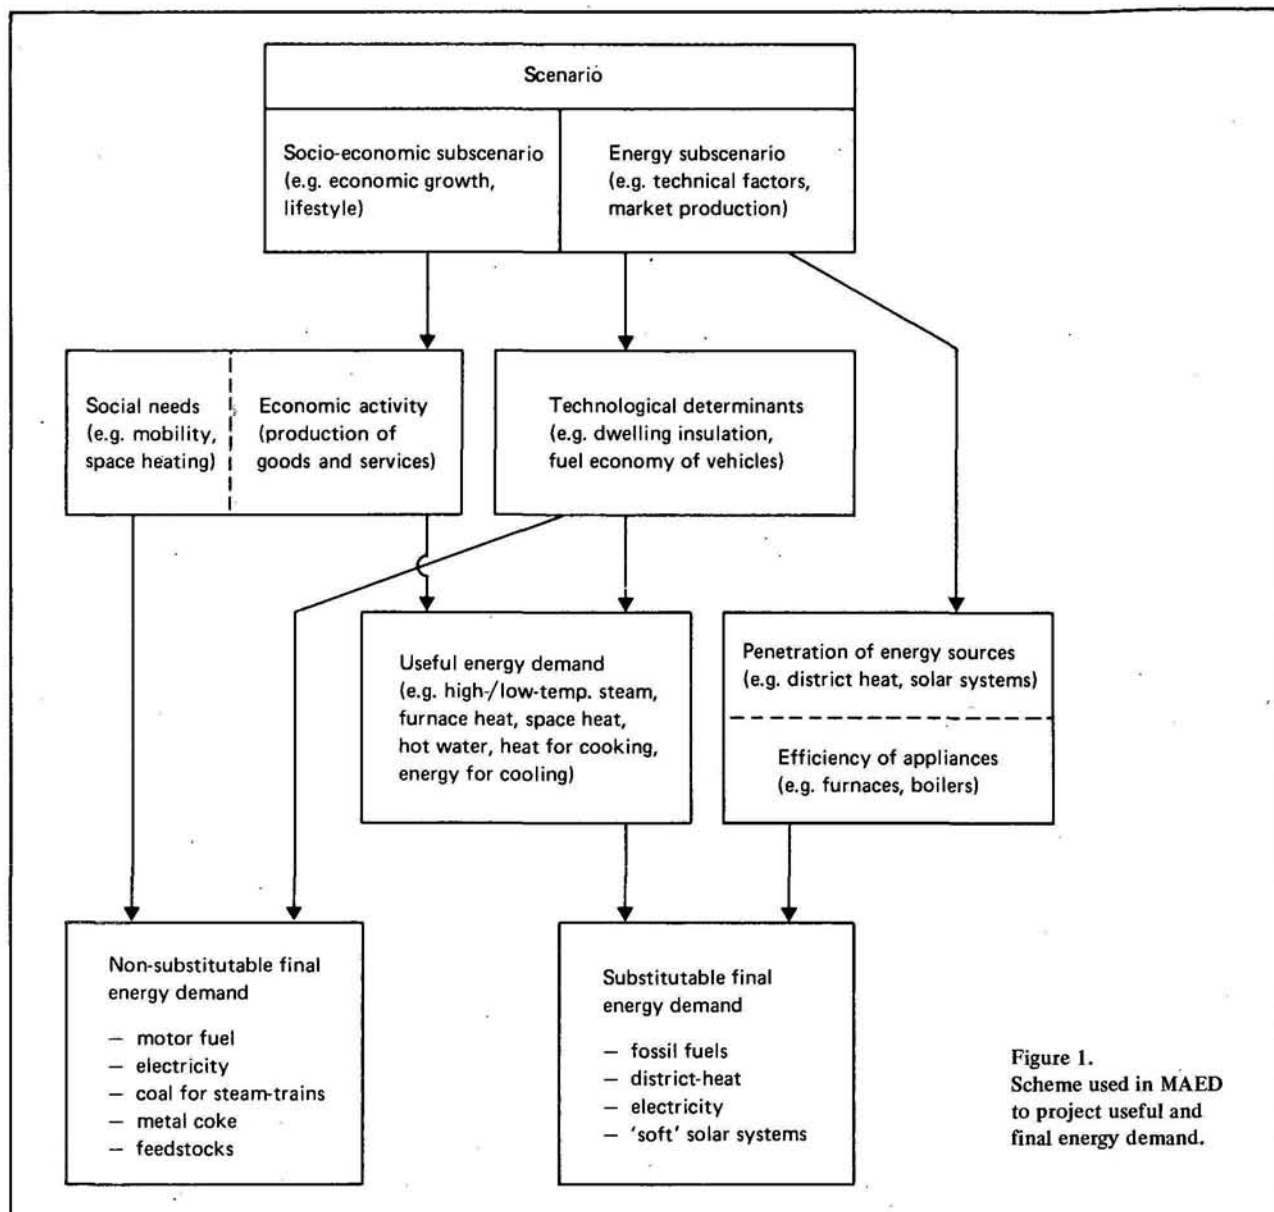 Scenario
Socio-economic subscenario
(e.g. economic growth,
lifestyle)
Energy subscenario
(e.g. technical factors,
market production)
Social needs
(e.g. mobility,
space heating)
Economic activity
(production of
goods and services)
Technological determinants
(e.g. dwelling insulation,
fuel economy of vehicles)
Useful energy demand
(e.g. high-/low-temp. steam,
furnace heat, space heat,
hot water, heat for cooking,
energy for cooling)
Penetration of energy sources
(e.g. district heat, solar systems)
Efficiency of appliances
(e.g. furnaces, boilers)
Non-substitutable final
energy demand
— motor fuel
— electricity
— coal for steam-trains
— metal coke
— feedstocks
Substitutable final
energy demand
— fossil fuels
— district-heat
— electricity
— 'soft' solar systems
Figure 1.
Scheme used in MAED
to project useful and
final energy demand.